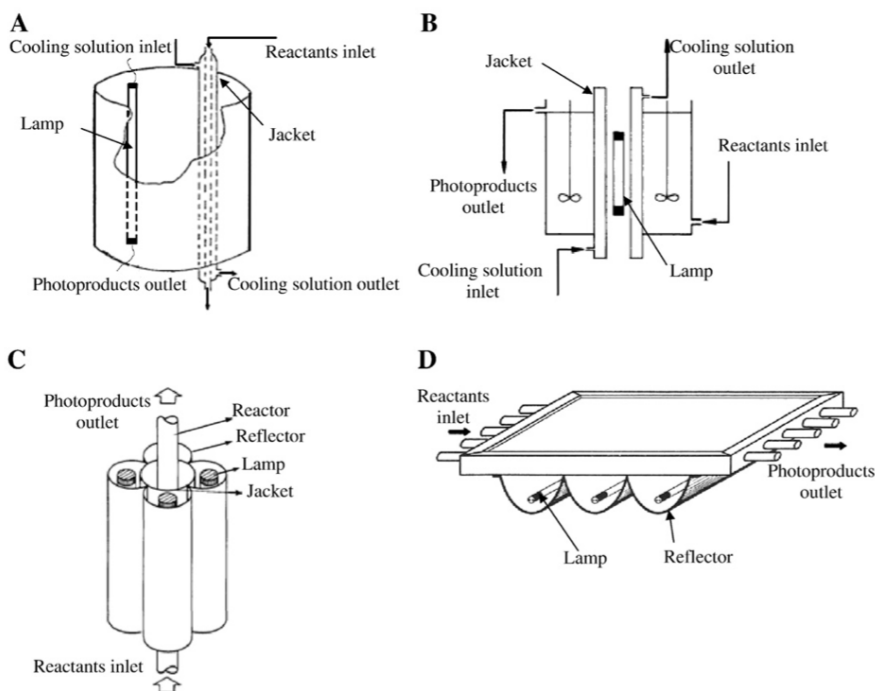 A
Cooling solution inlet
Reactants inlet
Lamp
Jacket
Photoproducts outlet
Cooling solution outlet
B
Cooling solution
outlet
Jacket
Reactants inlet
Photoproducts
outlet
Cooling solution
inlet
Lamp
C
Photoproducts
outlet
Reactor
Reflector
Lamp
Jacket
Reactants inlet
D
Reactants
inlet
Photoproducts
outlet
Lamp
Reflector